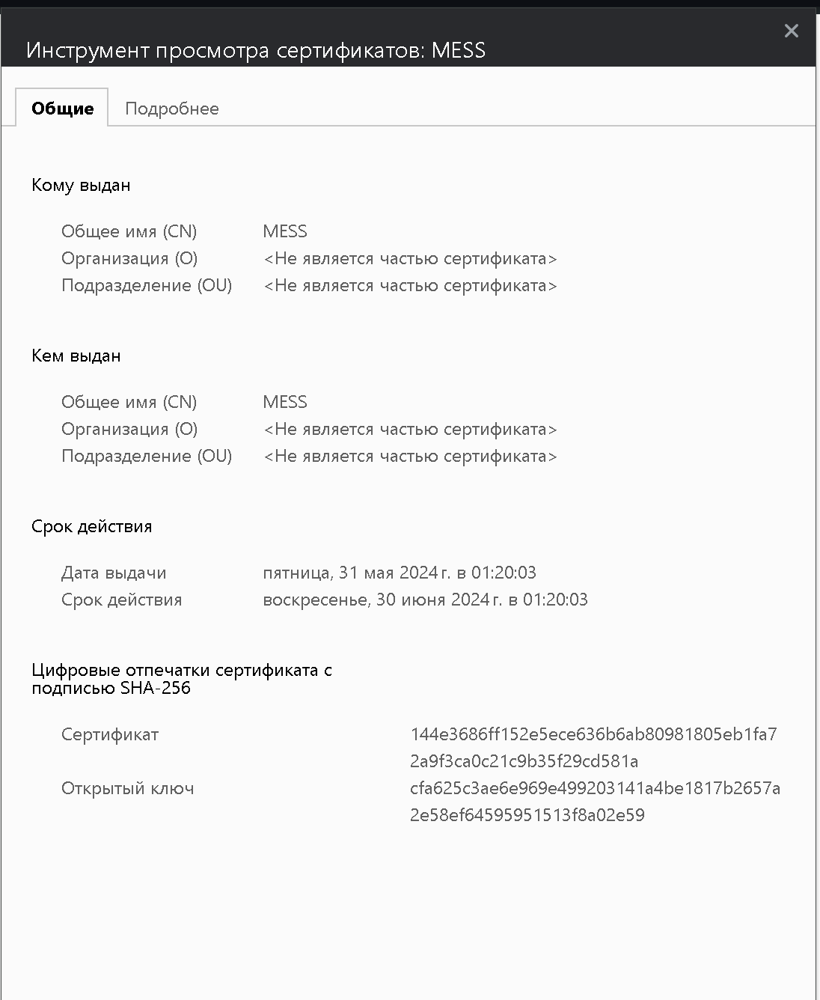 Инструмент просмотра сертификатов: MESS
Общие Подробнее
Кому выдан
Общее имя (CN) MESS
Организация (O) <Не является частью сертификата>
Подразделение (OU) <Не является частью сертификата>
Кем выдан
Общее имя (CN) MESS
Организация (O) <Не является частью сертификата>
Подразделение (OU) <Не является частью сертификата>
Срок действия
Дата выдачи пятница, 31 мая 2024 г. в 01:20:03
Срок действия воскресенье, 30 июня 2024 г. в 01:20:03
Цифровые отпечатки сертификата с
подписью SHA-256
Сертификат 144e3686ff152e5ece636b6ab80981805eb1fa7
2a9f3ca0c21c9b35f29cd581a
Открытый ключ cfa625c3ae6e969e499203141a4be1817b2657a
2e58ef64595951513f8a02e59